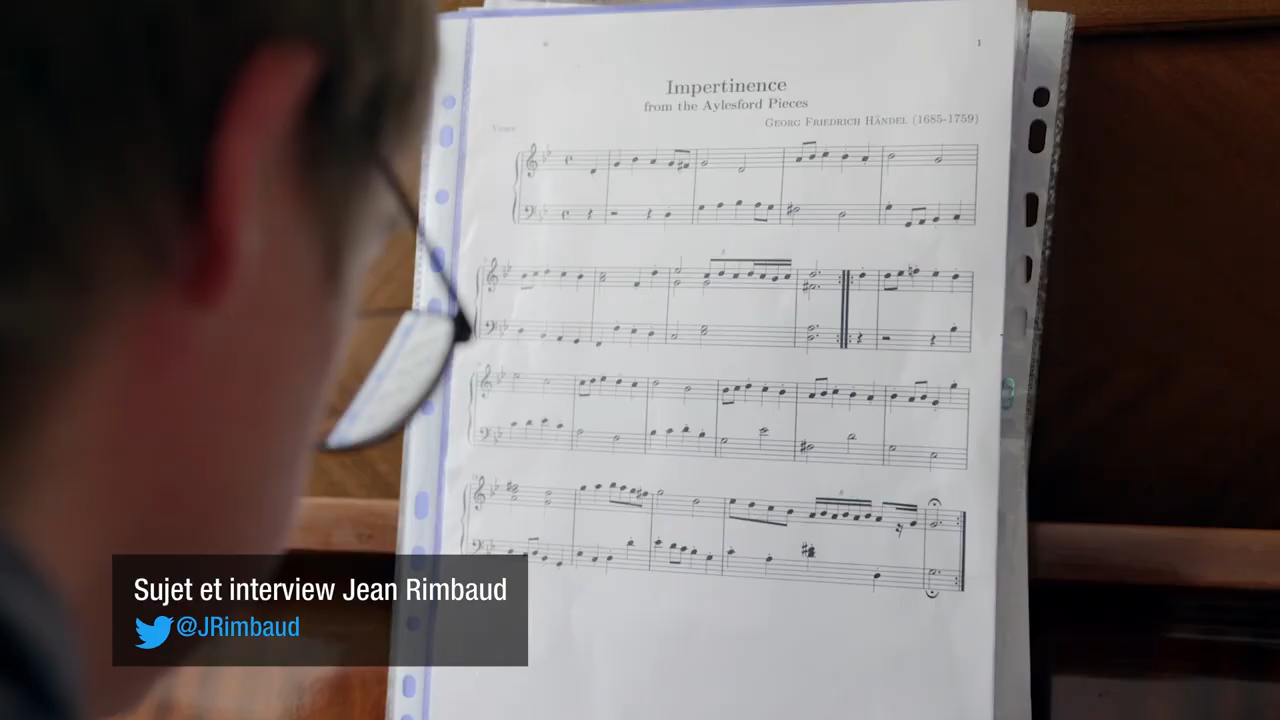 1
Impertinence
from the Aylesford Pieces
GEORG FRIEDRICH HÄNDEL (1685-1759)
Sujet et interview Jean Rimbaud
@JRimbaud